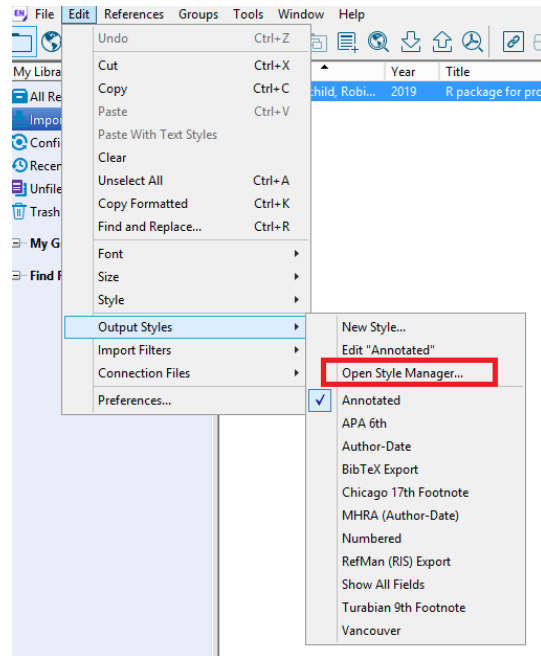 EN File Edit References Groups Tools Window Help
My Libra
Year Title
All Re
child, Robi... 2019 R package for pro
Impor
Confi
Recen
Unfile
Trash
My G
Find F
Undo Ctrl+Z
Cut Ctrl+X
Copy Ctrl+C
Paste Ctrl+V
Paste With Text Styles
Clear
Unselect All Ctrl+A
Copy Formatted Ctrl+K
Find and Replace... Ctrl+R
Font
Size
Style
Output Styles
Import Filters
Connection Files
Preferences...
New Style...
Edit "Annotated"
Open Style Manager...
Annotated
APA 6th
Author-Date
BibTeX Export
Chicago 17th Footnote
MHRA (Author-Date)
Numbered
RefMan (RIS) Export
Show All Fields
Turabian 9th Footnote
Vancouver